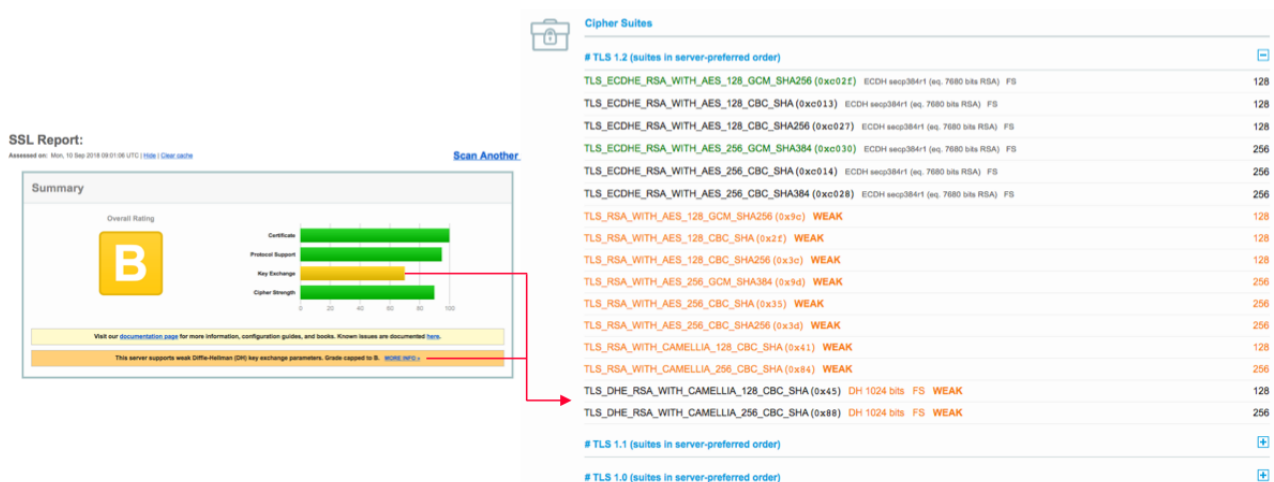 SSL Report:
Assessed on: Mon, 10 Sep 2018 09:01:06 UTC | Hide | Clear cache
Scan Another
Summary
Overall Rating
B
Certificate
Protocol Support
Key Exchange
Cipher Strength
0 20 40 60 80 100
Visit our documentation page for more information, configuration guides, and books. Known issues are documented here.
This server supports weak Diffie-Hellman (DH) key exchange parameters. Grade capped to B. MORE INFO »
Cipher Suites
# TLS 1.2 (suites in server-preferred order)
TLS_ECDHE_RSA_WITH_AES_128_GCM_SHA256 (0xc02f) ECDH secp384r1 (eq. 7680 bits RSA) FS 128
TLS_ECDHE_RSA_WITH_AES_128_CBC_SHA (0xc013) ECDH secp384r1 (eq. 7680 bits RSA) FS 128
TLS_ECDHE_RSA_WITH_AES_128_CBC_SHA256 (0xc027) ECDH secp384r1 (eq. 7680 bits RSA) FS 128
TLS_ECDHE_RSA_WITH_AES_256_GCM_SHA384 (0xc030) ECDH secp384r1 (eq. 7680 bits RSA) FS 256
TLS_ECDHE_RSA_WITH_AES_256_CBC_SHA (0xc014) ECDH secp384r1 (eq. 7680 bits RSA) FS 256
TLS_ECDHE_RSA_WITH_AES_256_CBC_SHA384 (0xc028) ECDH secp384r1 (eq. 7680 bits RSA) FS 256
TLS_RSA_WITH_AES_128_GCM_SHA256 (0x9c) WEAK 128
TLS_RSA_WITH_AES_128_CBC_SHA (0x2f) WEAK 128
TLS_RSA_WITH_AES_128_CBC_SHA256 (0x3c) WEAK 128
TLS_RSA_WITH_AES_256_GCM_SHA384 (0x9d) WEAK 256
TLS_RSA_WITH_AES_256_CBC_SHA (0x35) WEAK 256
TLS_RSA_WITH_AES_256_CBC_SHA256 (0x3d) WEAK 256
TLS_RSA_WITH_CAMELLIA_128_CBC_SHA (0x41) WEAK 128
TLS_RSA_WITH_CAMELLIA_256_CBC_SHA (0x84) WEAK 256
TLS_DHE_RSA_WITH_CAMELLIA_128_CBC_SHA (0x45) DH 1024 bits FS WEAK 128
TLS_DHE_RSA_WITH_CAMELLIA_256_CBC_SHA (0x88) DH 1024 bits FS WEAK 256
# TLS 1.1 (suites in server-preferred order)
# TLS 1.0 (suites in server-preferred order)